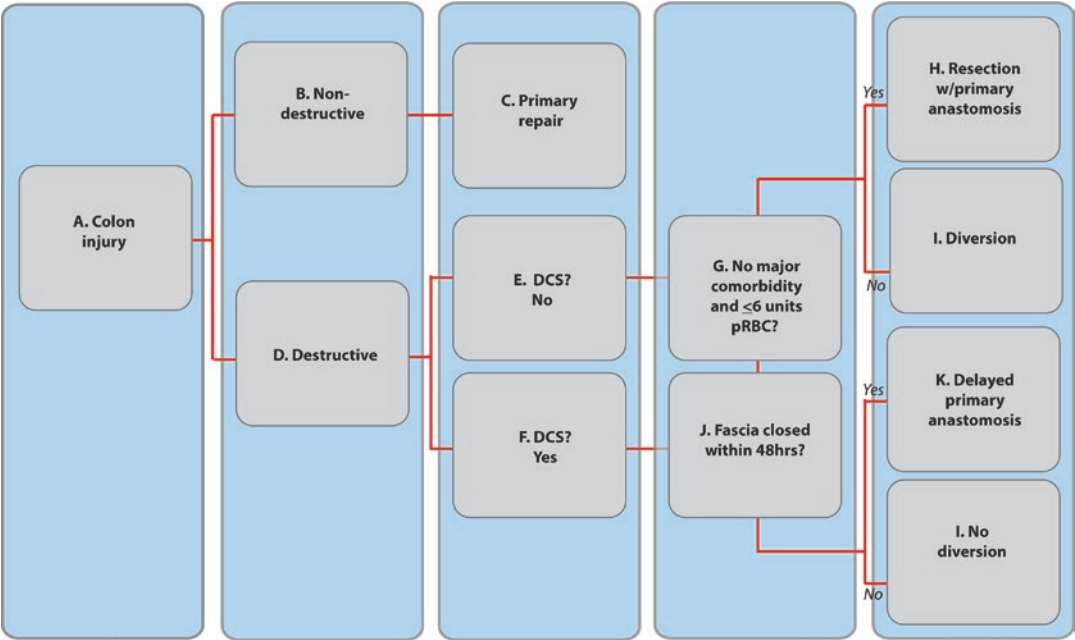 A. Colon
injury
B. Non-
destructive
D. Destructive
C. Primary
repair
E. DCS?
No
F. DCS?
Yes
G. No major
comorbidity
and ≤6 units
pRBC?
J. Fascia closed
within 48hrs?
Yes
H. Resection
w/primary
anastomosis
I. Diversion
No
Yes
K. Delayed
primary
anastomosis
I. No
diversion
No